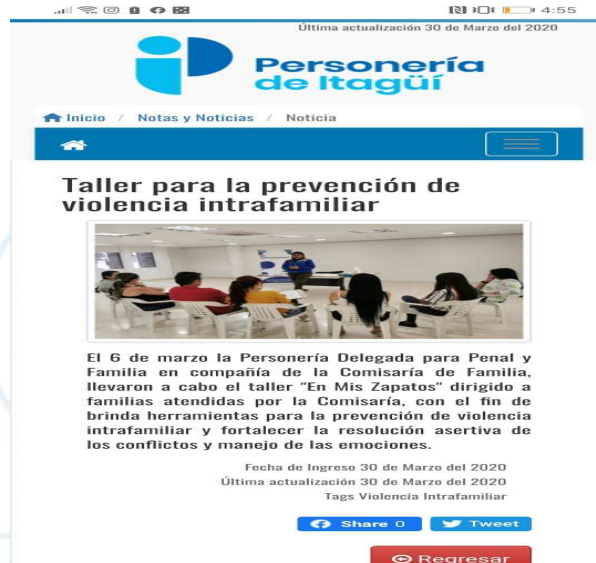 4:55
Última actualización 30 de Marzo del 2020
Personería
de Itagüí
Inicio / Notas y Noticias / Noticia
Taller para la prevención de
violencia intrafamiliar
El 6 de marzo la Personería Delegada para Penal y
Familia en compañía de la Comisaría de Familia,
llevaron a cabo el taller "En Mis Zapatos" dirigido a
familias atendidas por la Comisaría, con el fin de
brinda herramientas para la prevención de violencia
intrafamiliar y fortalecer la resolución asertiva de
los conflictos y manejo de las emociones.
Fecha de Ingreso 30 de Marzo del 2020
Última actualización 30 de Marzo del 2020
Tags Violencia Intrafamiliar
Share 0 Tweet
Regresar